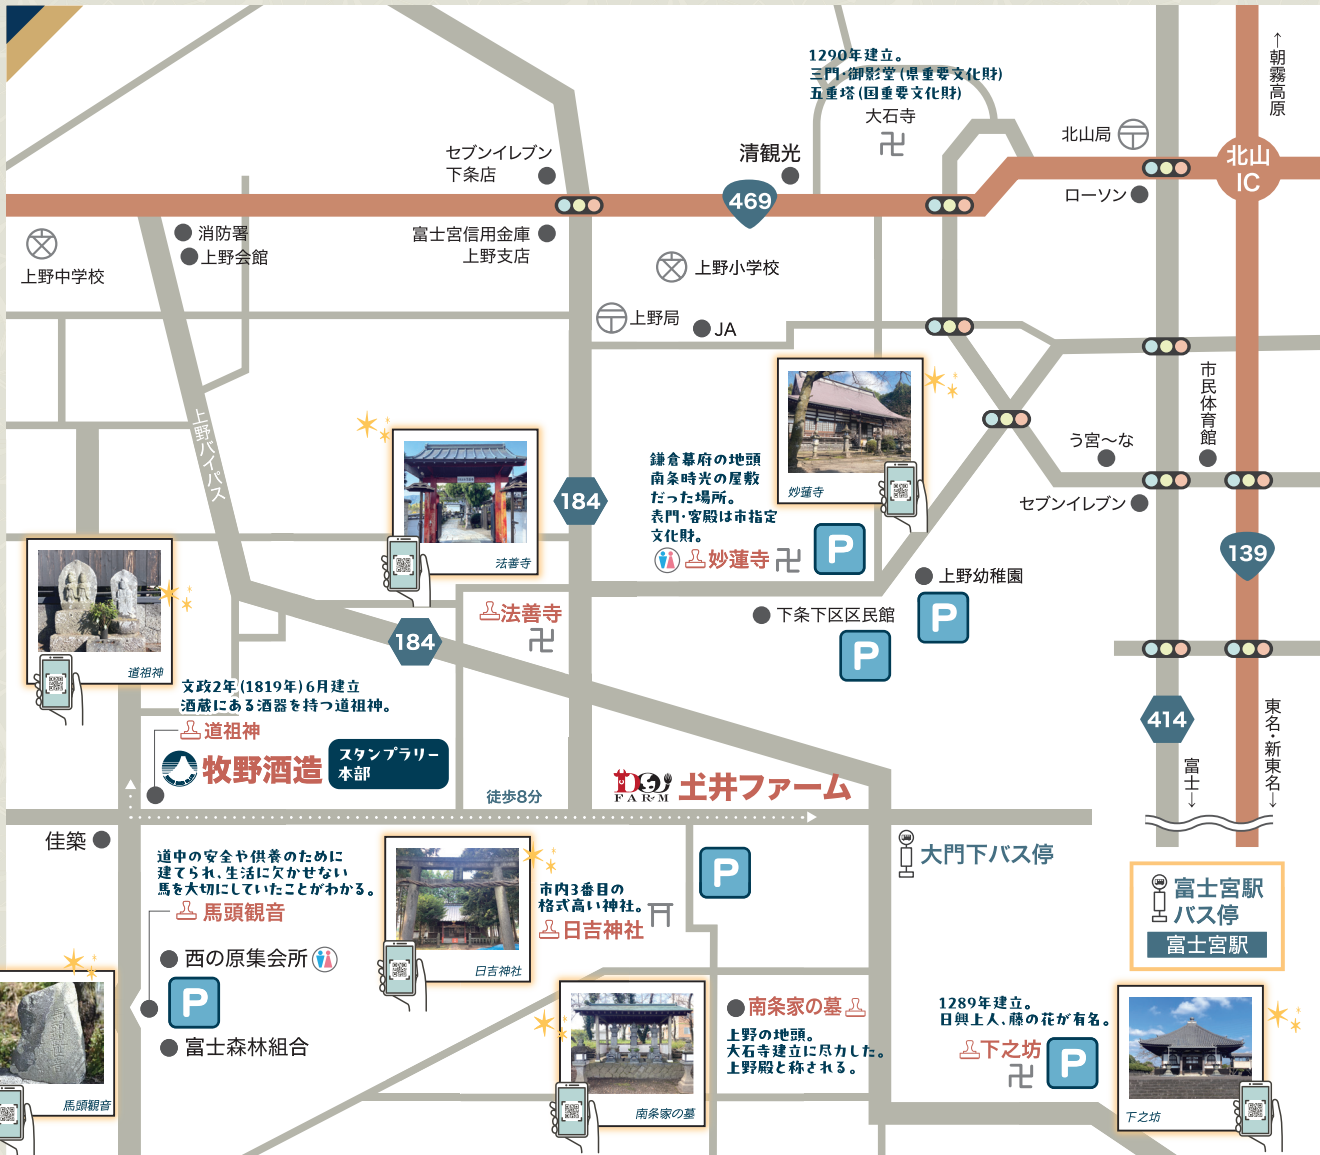 1290年建立。
三門・御影堂(県重要文化財)
五重塔(国重要文化財)
大石寺
↑朝霧高原
北山局
北山
IC
ローソン
セブンイレブン
下条店
清観光
469
消防署
上野会館
上野中学校
富士宮信用金庫
上野支店
上野小学校
上野局
JA
市民体育館
う宮~な
セブンイレブン
上野バイパス
法善寺
184
鎌倉幕府の地頭
南条時光の屋敷
だった場所。
表門・客殿は市指定
文化財。
妙蓮寺
P
妙蓮寺
139
上野幼稚園
P
下条下区区民館
P
法善寺
184
道祖神
文政2年(1819年)6月建立
酒蔵にある酒器を持つ道祖神。
道祖神
牧野酒造
スタンプラリー
本部
414
富士→
東名・新東名→
徒歩8分
DOI
FARM
土井ファーム
佳築
大門下バス停
道中の安全や供養のために
建てられ、生活に欠かせない
馬を大切にしていたことがわかる。
馬頭観音
市内3番目の
格式高い神社。
日吉神社
日吉神社
P
富士宮駅
バス停
富士宮駅
西の原集会所
P
富士森林組合
馬頭観音
南条家の墓
上野の地頭。
大石寺建立に尽力した。
上野殿と称される。
南条家の墓
1289年建立。
日興上人、藤の花が有名。
下之坊
P
下之坊